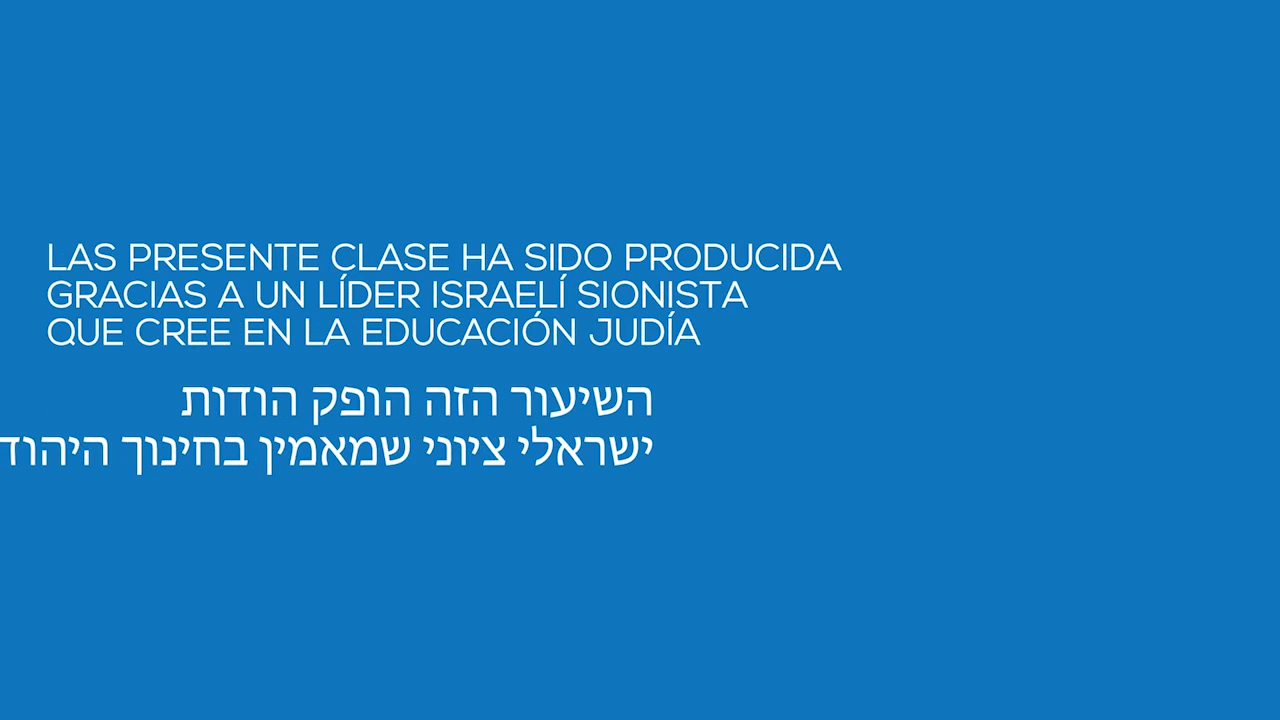 LAS PRESENTE CLASE HA SIDO PRODUCIDA
GRACIAS A UN LÍDER ISRAELÍ SIONISTA
QUE CREE EN LA EDUCACIÓN JUDÍA
השיעור הזה הופק הודות
ישראלי ציוני שמאמין בחינוך